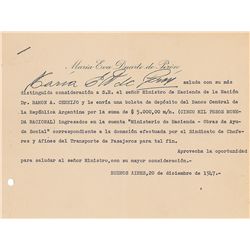 María Eva Duarte de Perón
María E D de Perón saluda con su más
distinguida consideración a S.E. el señor Ministro de Hacienda de la Nación
Dr. RAMON A. CEREIJO y le envía una boleta de depósito del Banco Central de
la República Argentina por la suma de $ 5.000,00 m/n. (CINCO MIL PESOS MONE
DA NACIONAL) ingresados en la cuenta "Ministerio de Hacienda - Obras de Ayu
da Social" correspondiente a la donación efectuada por el Sindicato de Chofe
res y Afines del Transporte de Pasajeros para tal fin.
Aprovecha la oportunidad
para saludar al señor Ministro, con su mayor consideración.
BUENOS AIRES, 20 de diciembre de 1947.